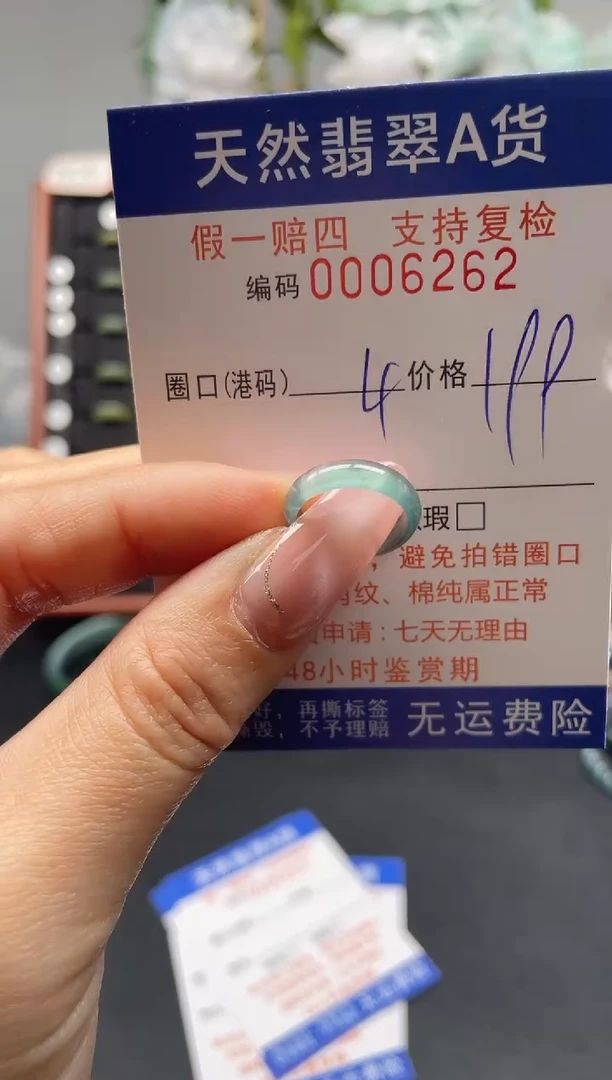 天然翡翠A货
假一赔四 支持复检
编码 0006262
圈口(港码) 4 价格 199
瑕□
，避免拍错圈口
纹、棉纯属正常
申请：七天无理由
48小时鉴赏期
好，再撕标签
毁，不予理赔
无运费险